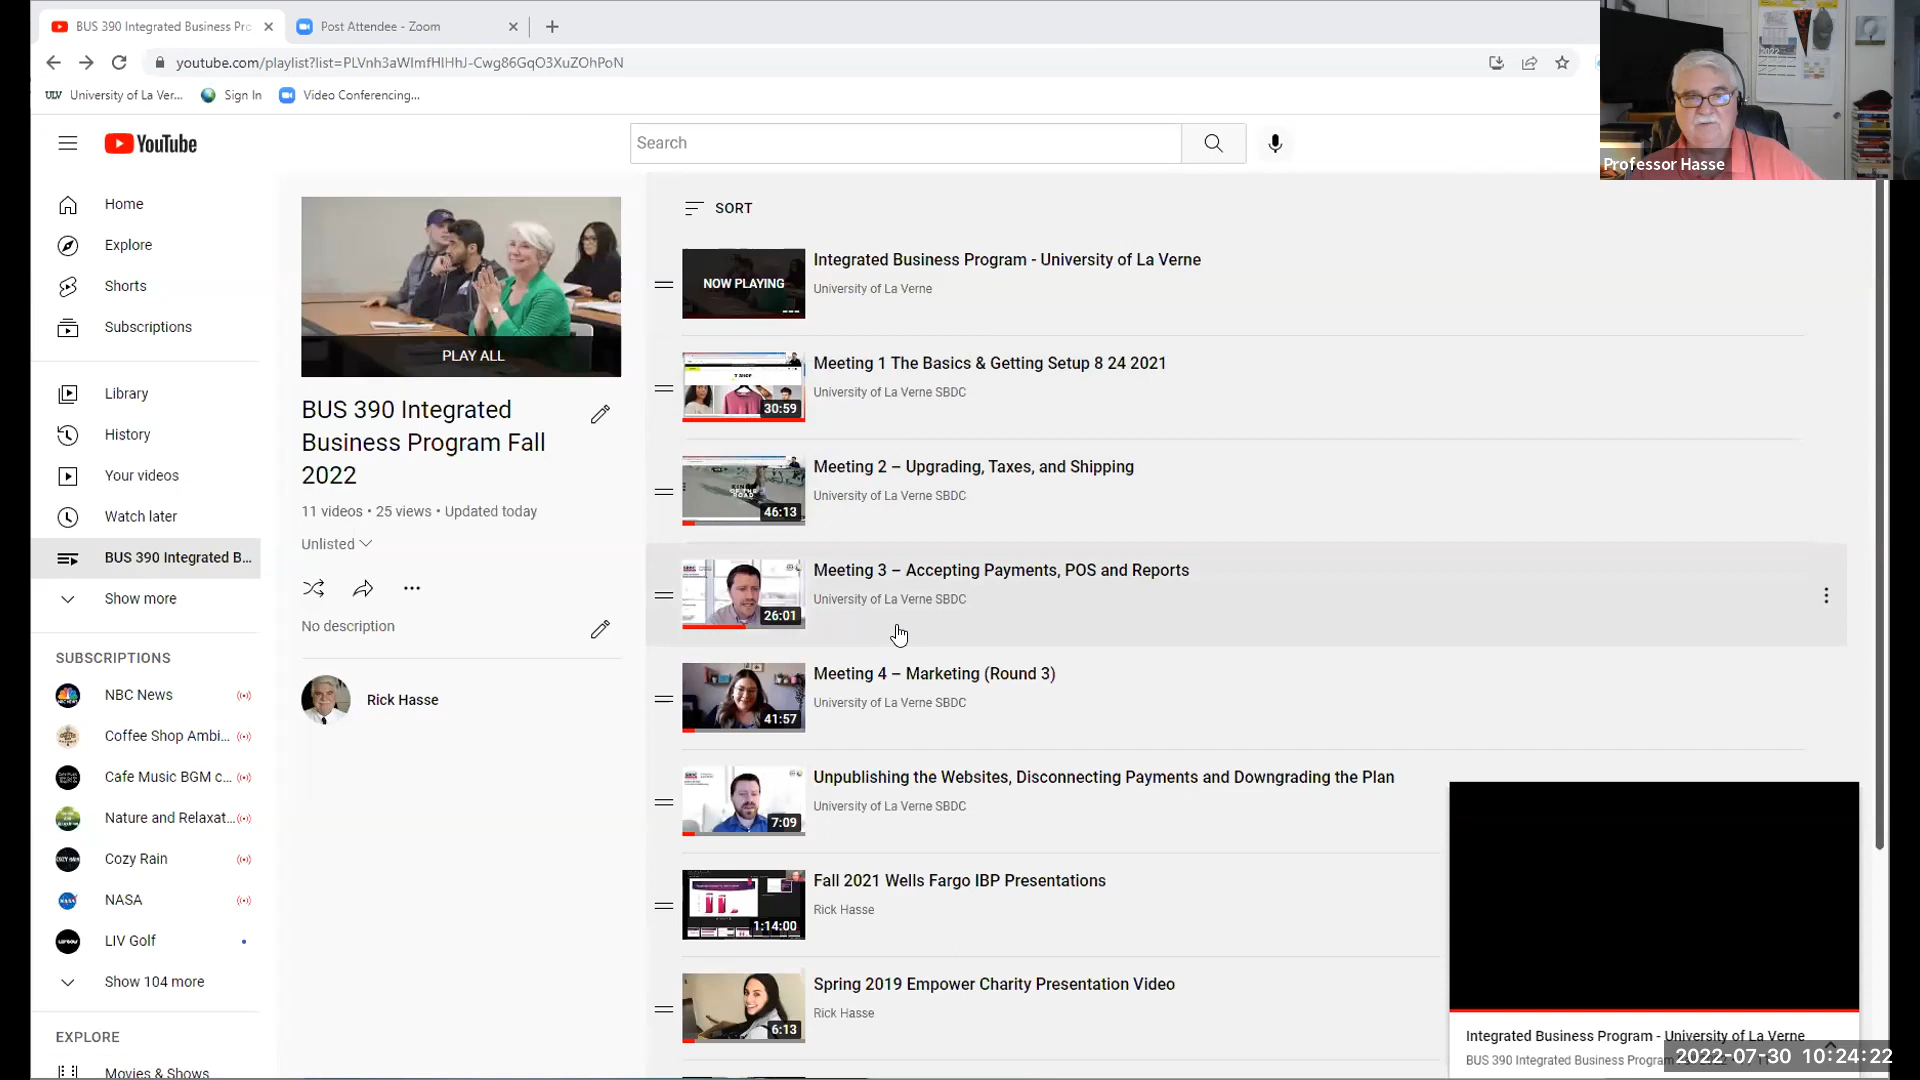 BUS 390 Integrated Business Pro
Post Attendee - Zoom
youtube.com/playlist?list=PLVnh3aWImfHIHhJ-Cwg86GqO3XuZOhPoN
ULV University of La Ver...
Sign In
Video Conferencing...
2022
Professor Hasse
YouTube
Search
Home
Explore
Shorts
Subscriptions
Library
History
Your videos
Watch later
BUS 390 Integrated B...
Show more
SUBSCRIPTIONS
NBC News
Coffee Shop Ambi...
Cafe Music BGM c...
Nature and Relaxat...
Cozy Rain
NASA
LIV Golf
Show 104 more
EXPLORE
Movies & Shows
PLAY ALL
BUS 390 Integrated
Business Program Fall
2022
11 videos • 25 views • Updated today
Unlisted
No description
Rick Hasse
SORT
NOW PLAYING
Integrated Business Program - University of La Verne
University of La Verne
30:59
Meeting 1 The Basics & Getting Setup 8 24 2021
University of La Verne SBDC
46:13
Meeting 2 – Upgrading, Taxes, and Shipping
University of La Verne SBDC
26:01
Meeting 3 – Accepting Payments, POS and Reports
University of La Verne SBDC
41:57
Meeting 4 – Marketing (Round 3)
University of La Verne SBDC
7:09
Unpublishing the Websites, Disconnecting Payments and Downgrading the Plan
University of La Verne SBDC
1:14:00
Fall 2021 Wells Fargo IBP Presentations
Rick Hasse
6:13
Spring 2019 Empower Charity Presentation Video
Rick Hasse
Integrated Business Program - University of La Verne
BUS 390 Integrated Business Program
2022-07-30 10:24:22